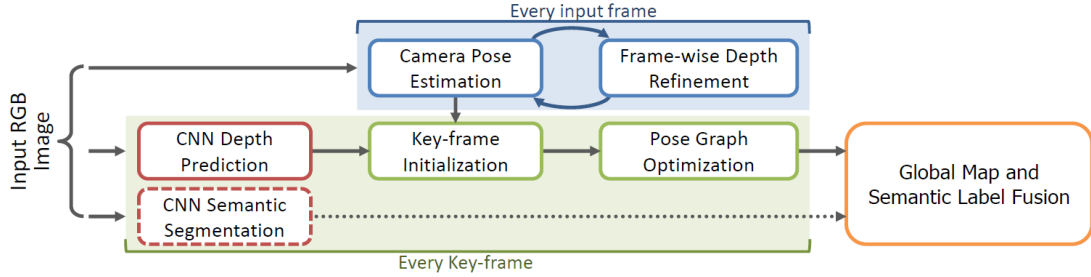 Every input frame
Camera Pose
Estimation
Frame-wise Depth
Refinement
Input RGB
Image
CNN Depth
Prediction
Key-frame
Initialization
Pose Graph
Optimization
Global Map and
Semantic Label Fusion
CNN Semantic
Segmentation
Every Key-frame